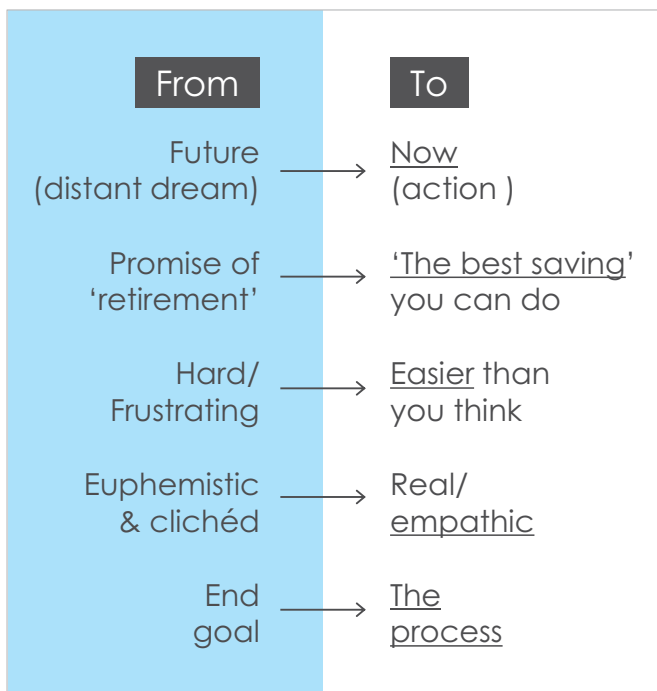 From To
Future Now
(distant dream) (action )
Promise of ‘The best saving’
‘retirement’ you can do
Hard/ Easier than
Frustrating you think
Euphemistic Real/
& clichéd empathic
End The
goal process